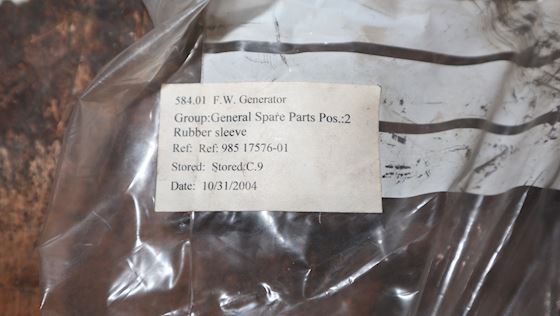 584.01 F.W. Generator
Group:General Spare Parts Pos.:2
Rubber sleeve
Ref: Ref: 985 17576-01
Stored: Stored:C.9
Date: 10/31/2004